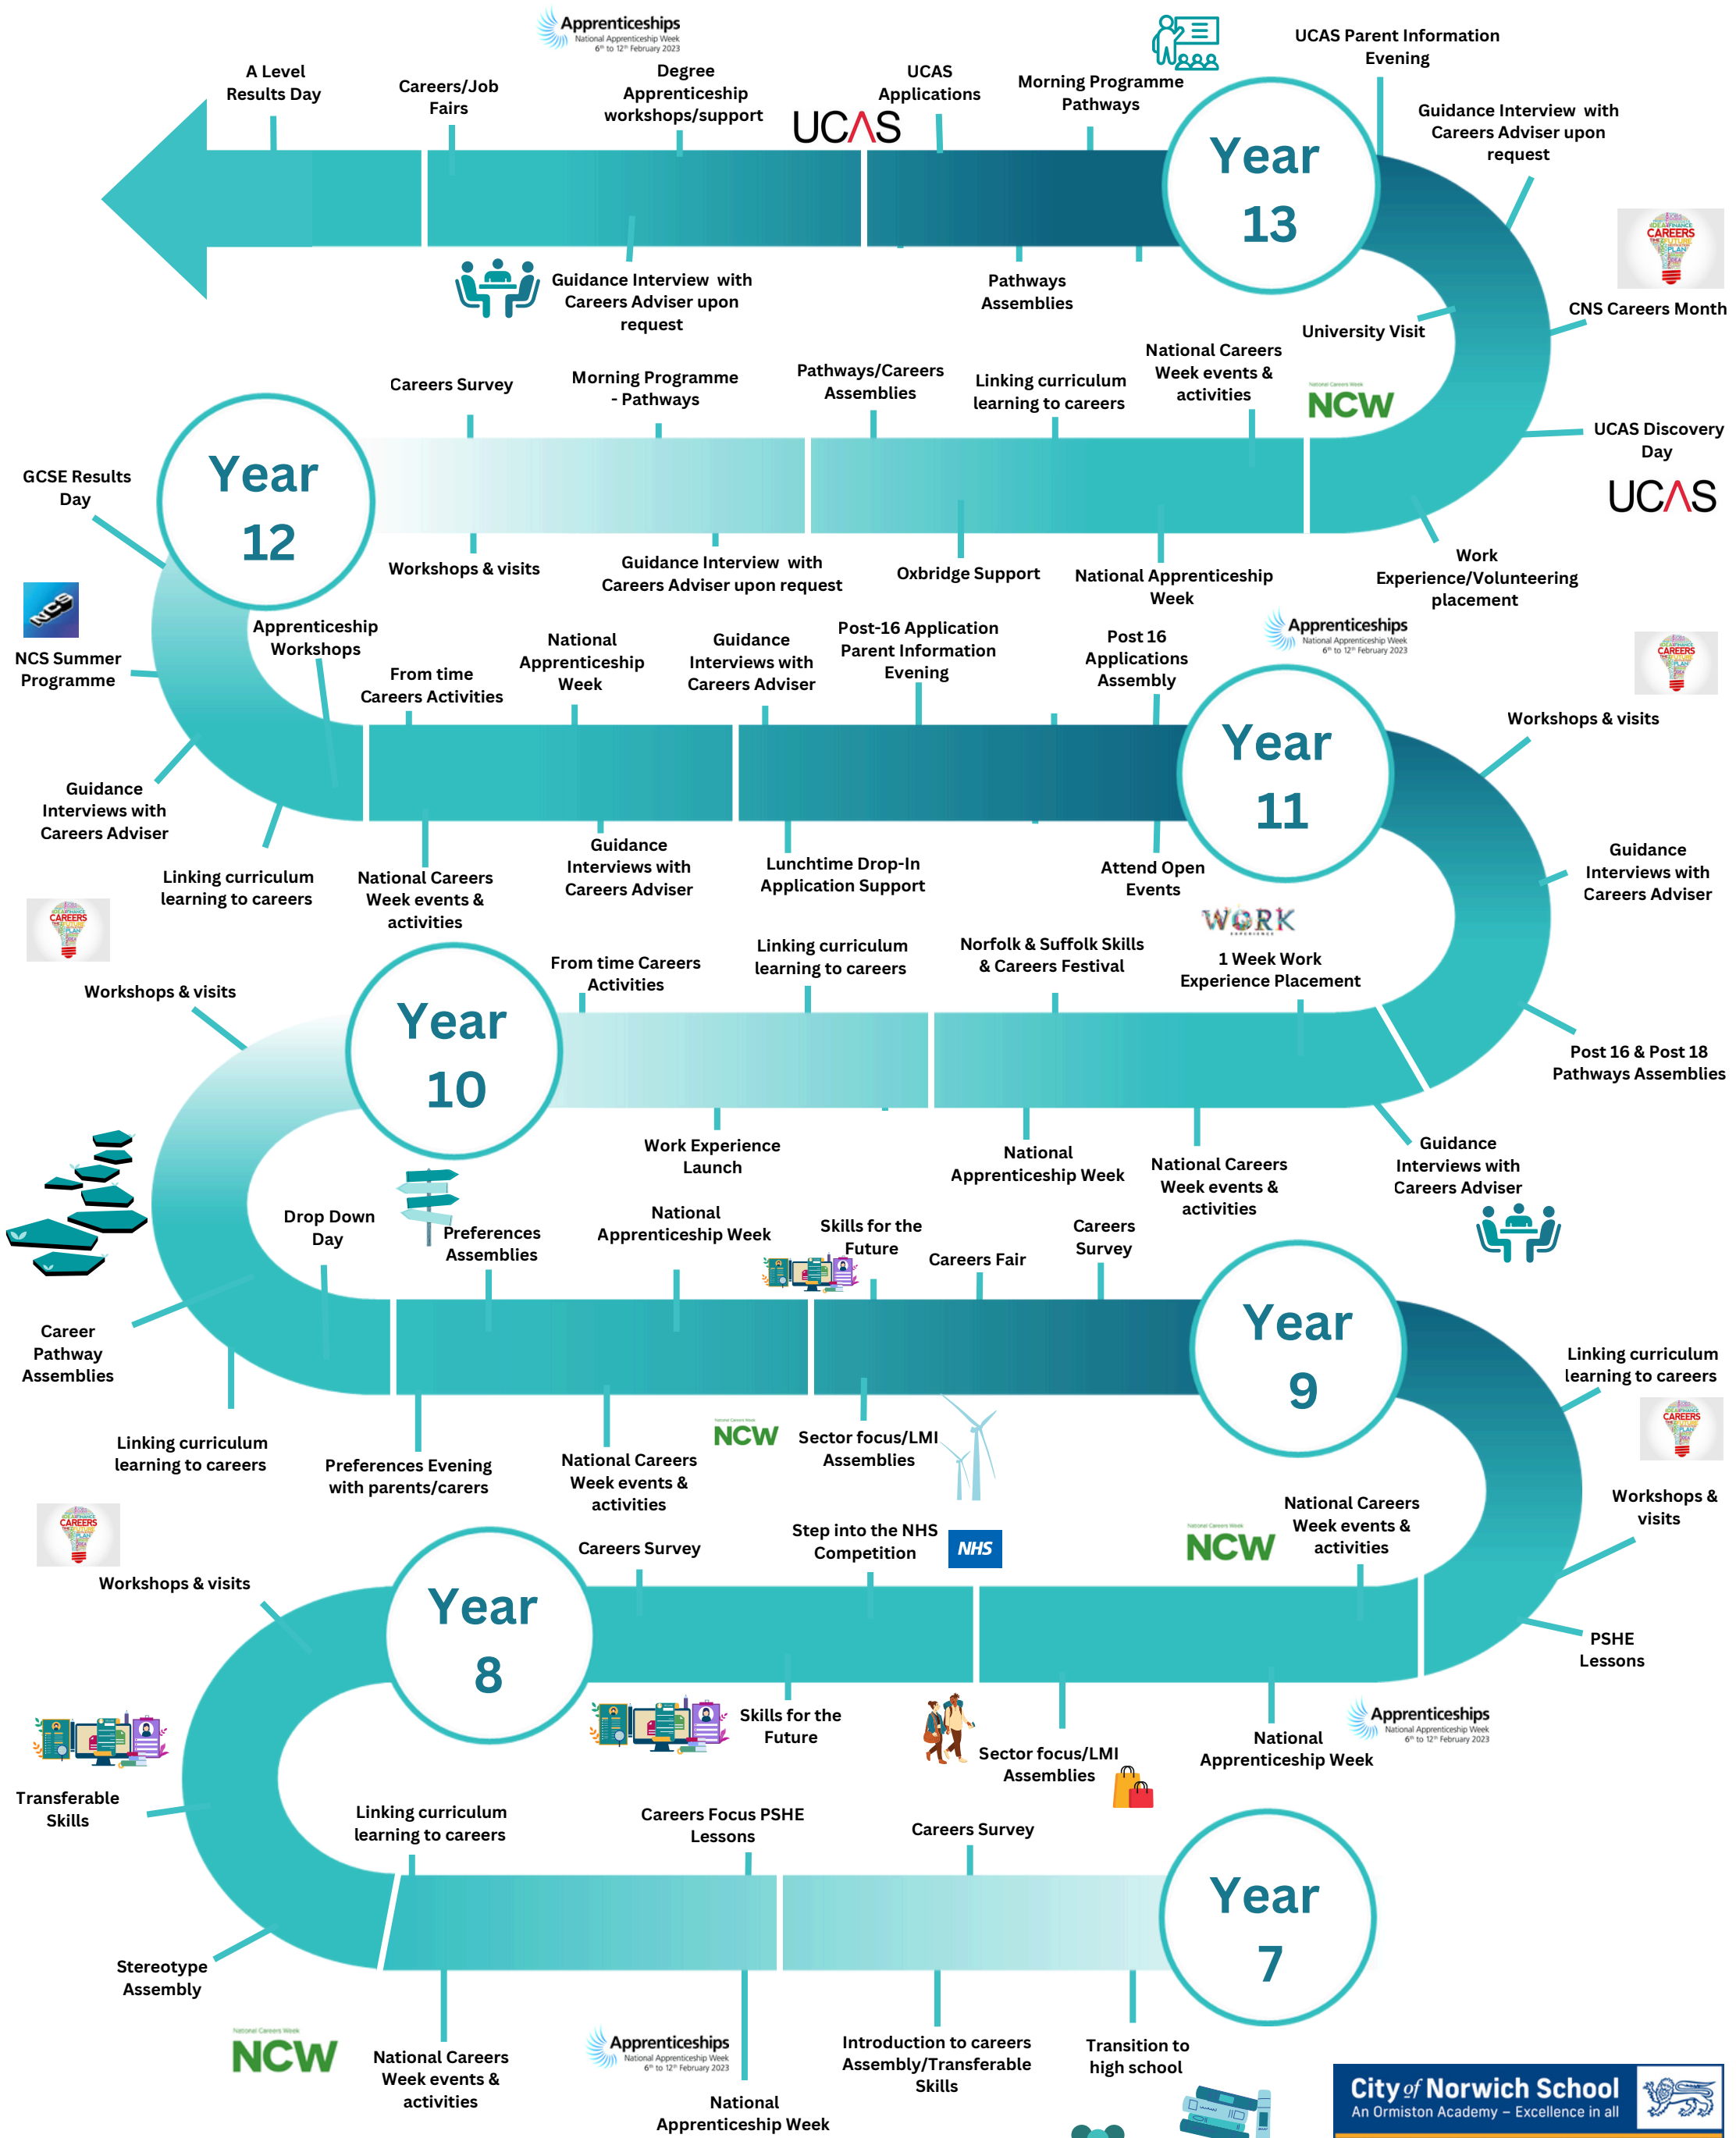 Apprenticeships
National Apprenticeship Week
6th to 12th February 2023
A Level
Results Day
Careers/Job
Fairs
Degree
Apprenticeship
workshops/support
UCAS
UCAS
Applications
Morning Programme
Pathways
Year
13
UCAS Parent Information
Evening
Guidance Interview with
Careers Adviser upon
request
Guidance Interview with
Careers Adviser upon
request
Pathways
Assemblies
CAREERS
CNS Careers Month
University Visit
UCAS Discovery
Day
UCAS
Work
Experience/Volunteering
placement
National Careers Week
NCW
National Careers
Week events &
activities
Linking curriculum
learning to careers
Pathways/Careers
Assemblies
Morning Programme
- Pathways
Careers Survey
Year
12
Workshops & visits
Guidance Interview with
Careers Adviser upon request
Oxbridge Support
National Apprenticeship
Week
GCSE Results
Day
NCS
NCS Summer
Programme
Guidance
Interviews with
Careers Adviser
Linking curriculum
learning to careers
Apprenticeship
Workshops
From time
Careers Activities
National
Apprenticeship
Week
Guidance
Interviews with
Careers Adviser
Post-16 Application
Parent Information
Evening
Post 16
Applications
Assembly
Apprenticeships
National Apprenticeship Week
6th to 12th February 2023
Year
11
National Careers
Week events &
activities
Guidance
Interviews with
Careers Adviser
Lunchtime Drop-In
Application Support
Attend Open
Events
CAREERS
Workshops & visits
Guidance
Interviews with
Careers Adviser
Post 16 & Post 18
Pathways Assemblies
Guidance
Interviews with
Careers Adviser
WORK
EXPERIENCE
1 Week Work
Experience Placement
Norfolk & Suffolk Skills
& Careers Festival
Linking curriculum
learning to careers
From time Careers
Activities
Year
10
Work Experience
Launch
National
Apprenticeship Week
National Careers
Week events &
activities
CAREERS
Workshops & visits
Career
Pathway
Assemblies
Linking curriculum
learning to careers
Drop Down
Day
Preferences
Assemblies
National
Apprenticeship Week
Skills for the
Future
Careers Fair
Careers
Survey
Year
9
Preferences Evening
with parents/carers
National Careers
Week events &
activities
National Careers Week
NCW
Sector focus/LMI
Assemblies
Linking curriculum
learning to careers
CAREERS
Workshops &
visits
PSHE
Lessons
National Careers
Week events &
activities
National Careers Week
NCW
NHS
Step into the NHS
Competition
Careers Survey
Year
8
Skills for the
Future
Sector focus/LMI
Assemblies
National
Apprenticeship Week
Apprenticeships
National Apprenticeship Week
6th to 12th February 2023
CAREERS
Workshops & visits
Transferable
Skills
Stereotype
Assembly
Linking curriculum
learning to careers
Careers Focus PSHE
Lessons
Careers Survey
Year
7
National Careers Week
NCW
National Careers
Week events &
activities
Apprenticeships
National Apprenticeship Week
6th to 12th February 2023
National
Apprenticeship Week
Introduction to careers
Assembly/Transferable
Skills
Transition to
high school
City of Norwich School
An Ormiston Academy – Excellence in all